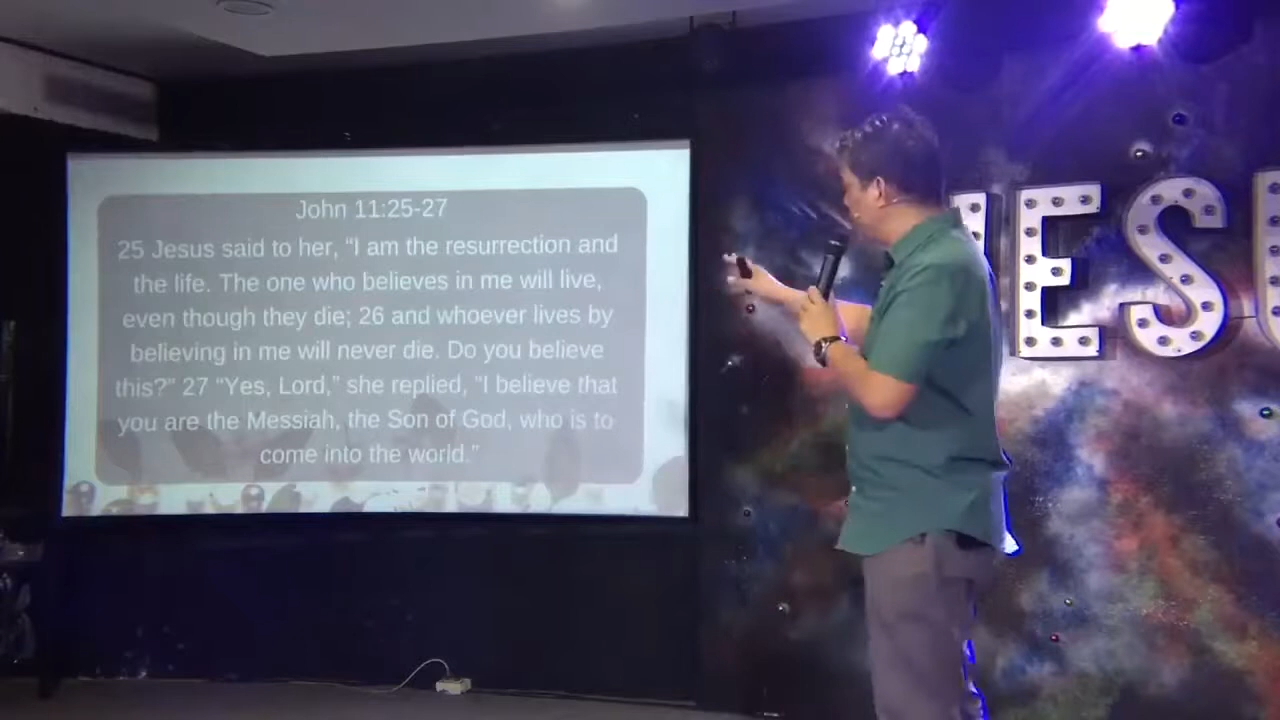 John 11:25-27
25 Jesus said to her, “I am the resurrection and
the life. The one who believes in me will live,
even though they die; 26 and whoever lives by
believing in me will never die. Do you believe
this?” 27 “Yes, Lord,” she replied, “I believe that
you are the Messiah, the Son of God, who is to
come into the world.”
JESU